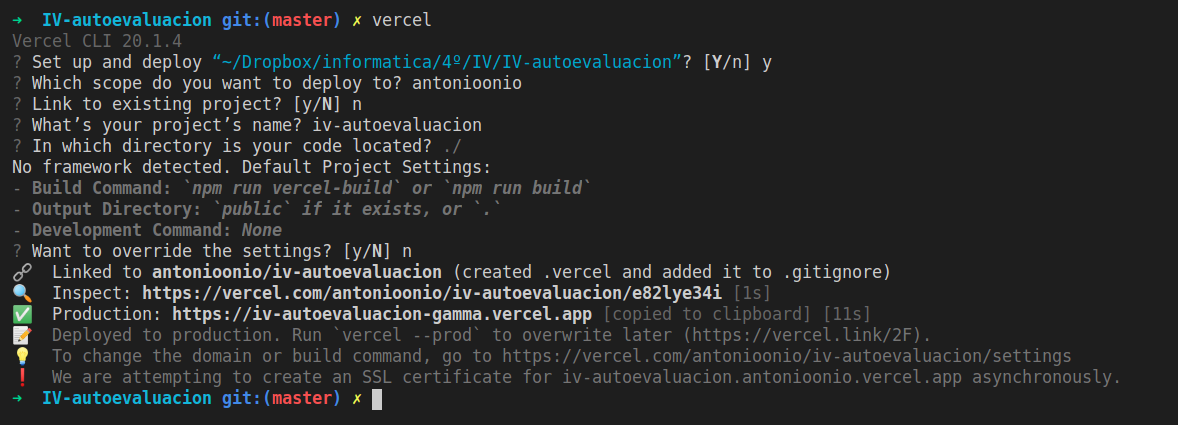 ➜  IV-autoevaluacion git:(master) ✗ vercel
Vercel CLI 20.1.4
? Set up and deploy “~/Dropbox/informatica/4º/IV/IV-autoevaluacion”? [Y/n] y
? Which scope do you want to deploy to? antonioonio
? Link to existing project? [y/N] n
? What’s your project’s name? iv-autoevaluacion
? In which directory is your code located? ./
No framework detected. Default Project Settings:
- Build Command: `npm run vercel-build` or `npm run build`
- Output Directory: `public` if it exists, or `.`
- Development Command: None
? Want to override the settings? [y/N] n
🔗  Linked to antonioonio/iv-autoevaluacion (created .vercel and added it to .gitignore)
🔍  Inspect: https://vercel.com/antonioonio/iv-autoevaluacion/e82lye34i [1s]
✅  Production: https://iv-autoevaluacion-gamma.vercel.app [copied to clipboard] [11s]
📝  Deployed to production. Run `vercel --prod` to overwrite later (https://vercel.link/2F).
💡  To change the domain or build command, go to https://vercel.com/antonioonio/iv-autoevaluacion/settings
❗  We are attempting to create an SSL certificate for iv-autoevaluacion.antonioonio.vercel.app asynchronously.
➜  IV-autoevaluacion git:(master) ✗